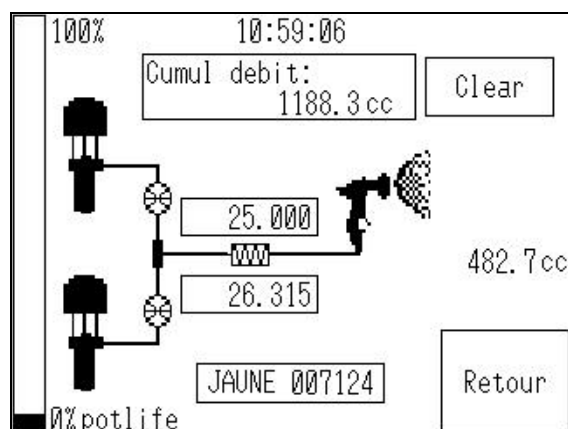 100%
10:59:06
Cumul debit:
1188.3cc
Clear
25.000
482.7cc
26.315
JAUNE 007124
Retour
0%potlife